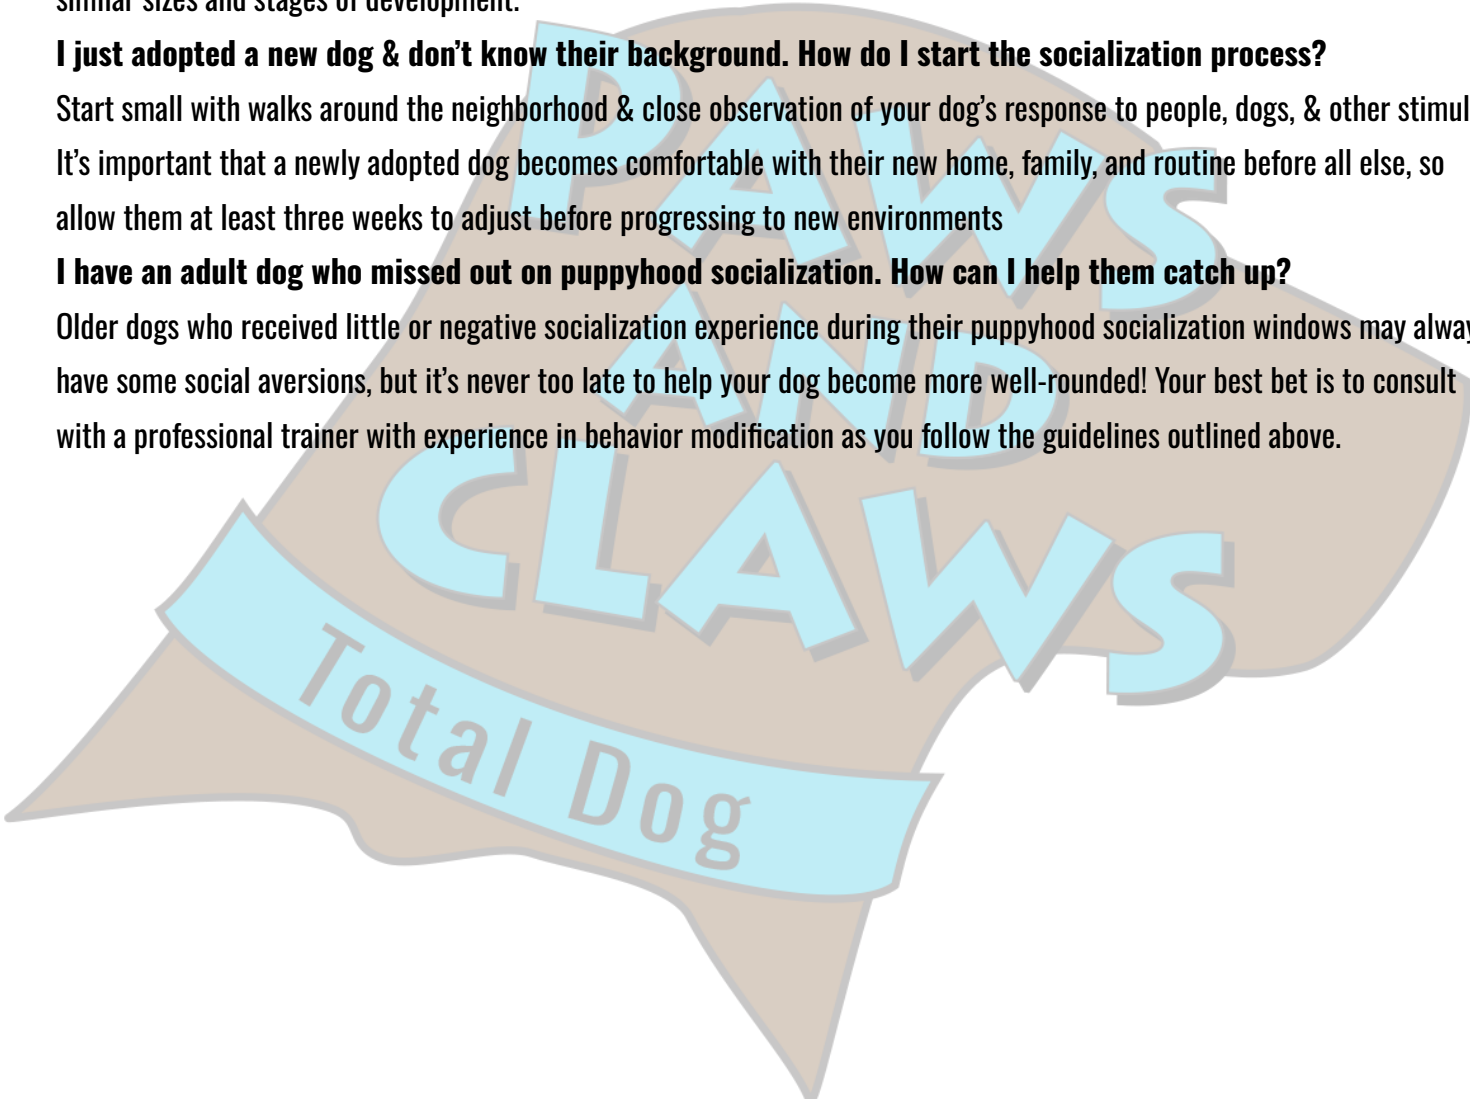 similar sizes and stages of development.
I just adopted a new dog & don’t know their background. How do I start the socialization process?
Start small with walks around the neighborhood & close observation of your dog’s response to people, dogs, & other stimul
It’s important that a newly adopted dog becomes comfortable with their new home, family, and routine before all else, so
allow them at least three weeks to adjust before progressing to new environments
I have an adult dog who missed out on puppyhood socialization. How can I help them catch up?
Older dogs who received little or negative socialization experience during their puppyhood socialization windows may alway
have some social aversions, but it’s never too late to help your dog become more well-rounded! Your best bet is to consult
with a professional trainer with experience in behavior modification as you follow the guidelines outlined above.
PAWS
AND
CLAWS
Total Dog